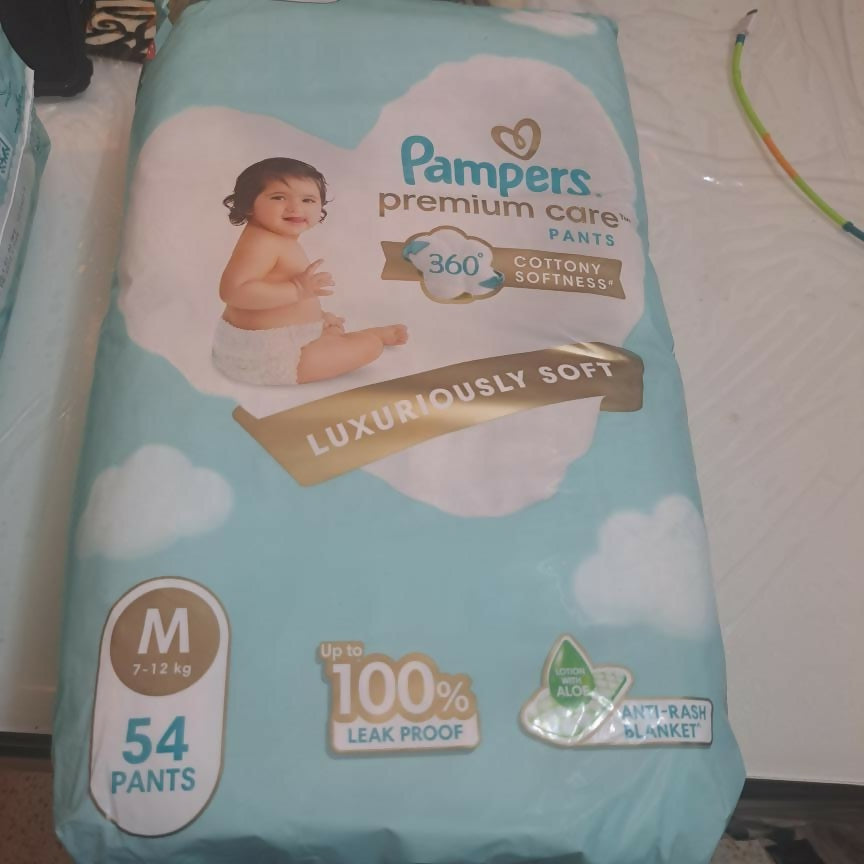 Pampers
premium care™
PANTS
360°
COTTONY
SOFTNESS#
LUXURIOUSLY SOFT
M
7-12 kg
54
PANTS
Up to
100%
LEAK PROOF
LOTION
WITH
ALOE
ANTI-RASH
BLANKET^